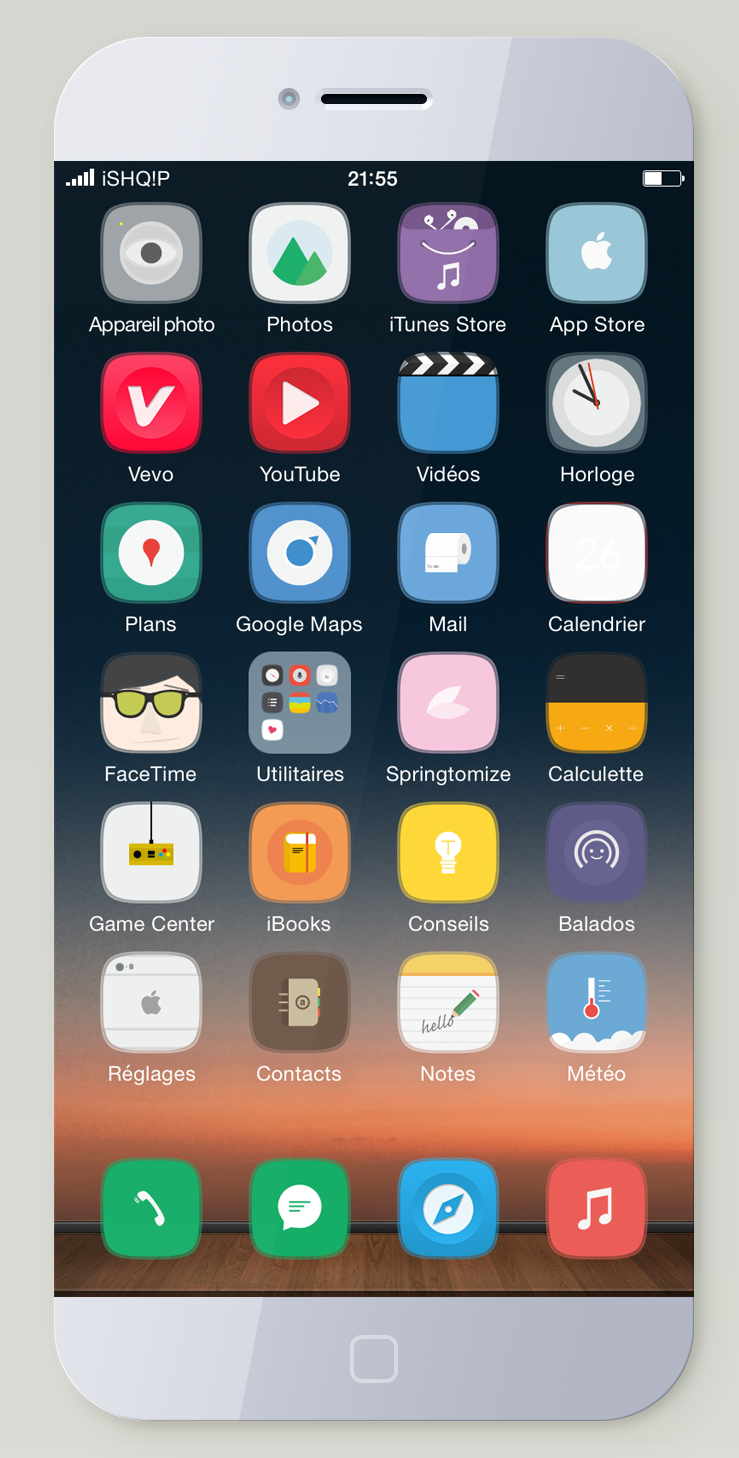 iSHQ!P 21:55
Appareil photo Photos iTunes Store App Store
Vevo YouTube Vidéos Horloge
26
Plans Google Maps Mail Calendrier
FaceTime Utilitaires Springtomize Calculette
Game Center iBooks Conseils Balados
hello
Réglages Contacts Notes Météo